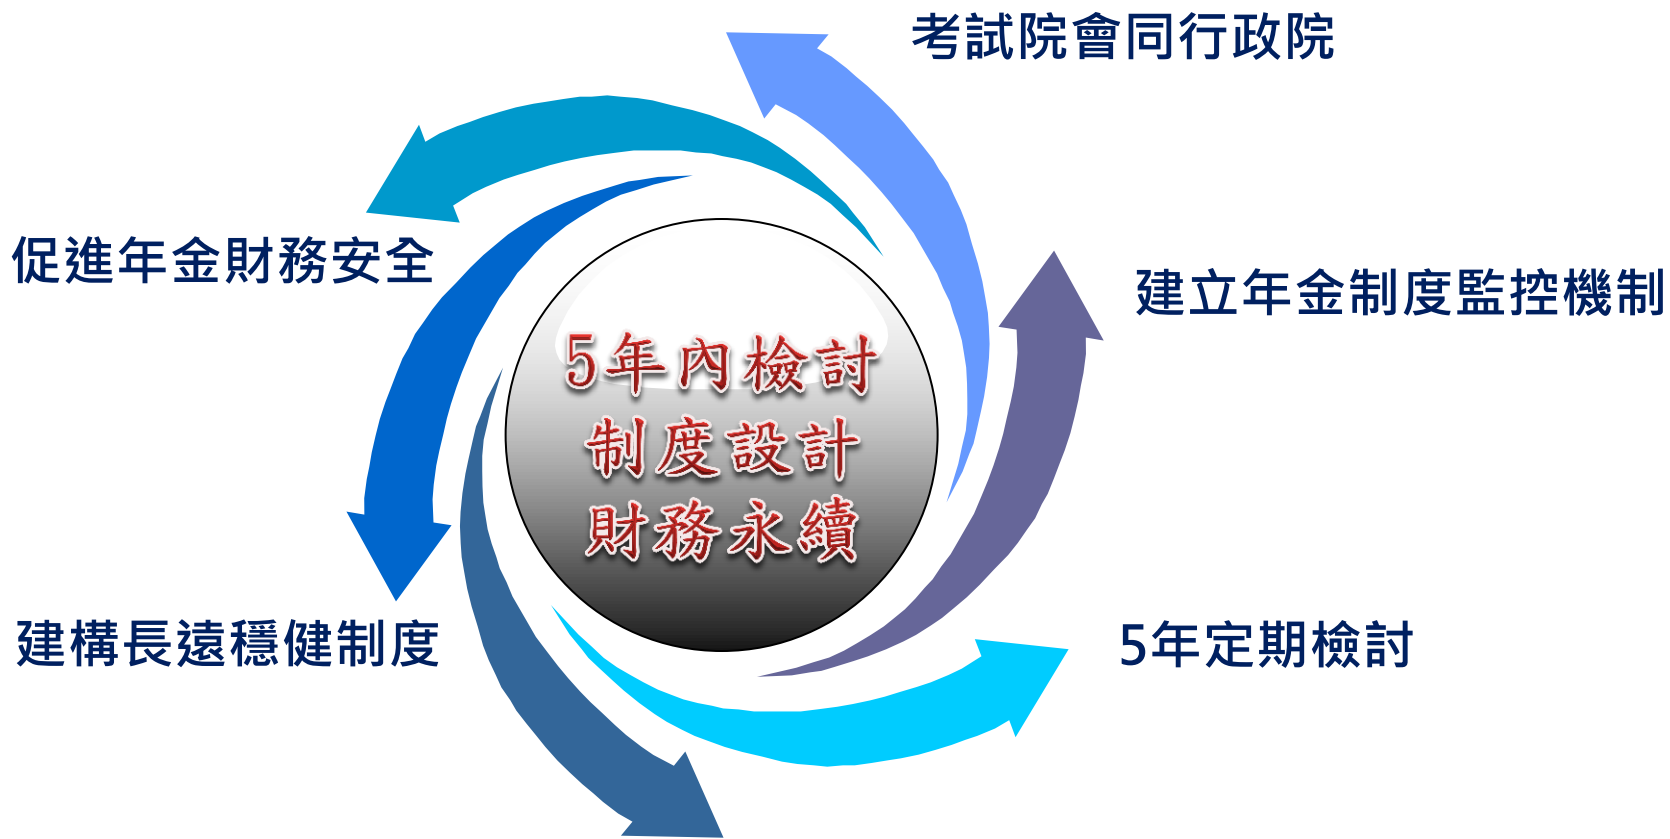 考試院會同行政院
促進年金財務安全
建立年金制度監控機制
5年內檢討
制度設計
財務永續
建構長遠穩健制度
5年定期檢討